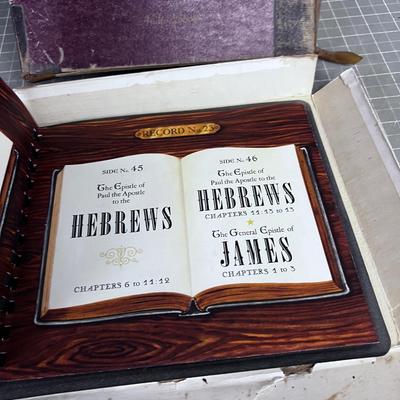 RECORD No. 23
SIDE No. 45
The Epistle of
Paul the Apostle
to the
HEBREWS
CHAPTERS 6 to 11:12
SIDE No. 46
The Epistle of
Paul the Apostle to the
HEBREWS
CHAPTERS 11:13 to 13
The General Epistle of
JAMES
CHAPTERS 1 to 3